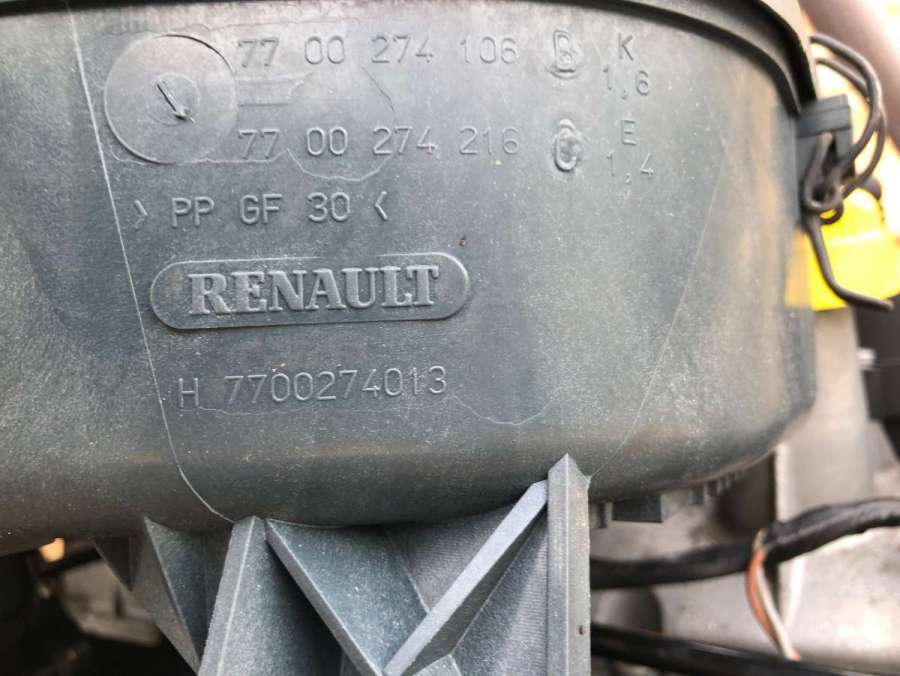 77 00 274 106 B K
1,6
77 00 274 216 C E
1,4
> PP GF 30 <
RENAULT
H 7700274013